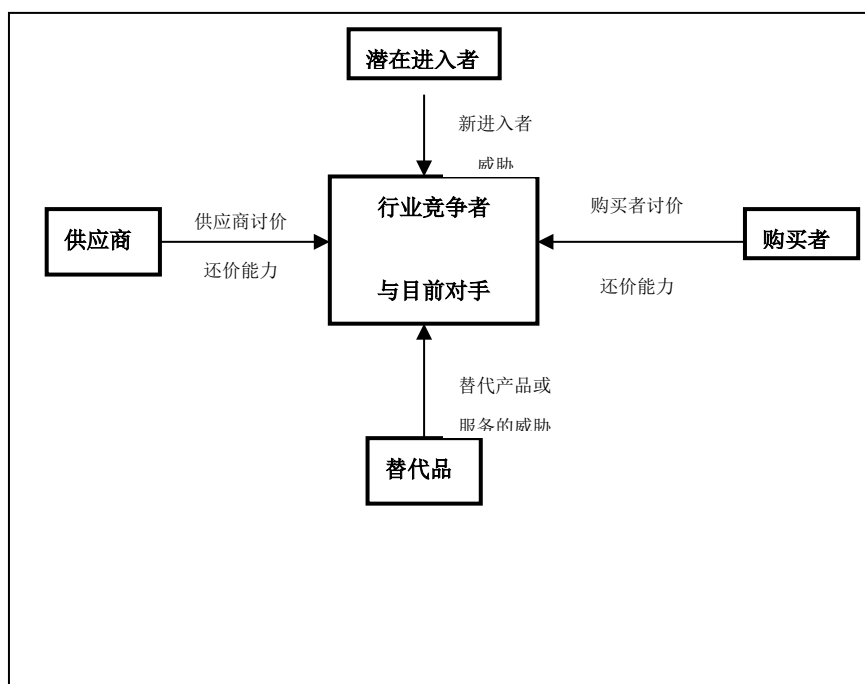 潜在进入者
新进入者
威胁
行业竞争者
与目前对手
供应商
供应商讨价
还价能力
购买者讨价
还价能力
购买者
替代产品或
服务的威胁
替代品